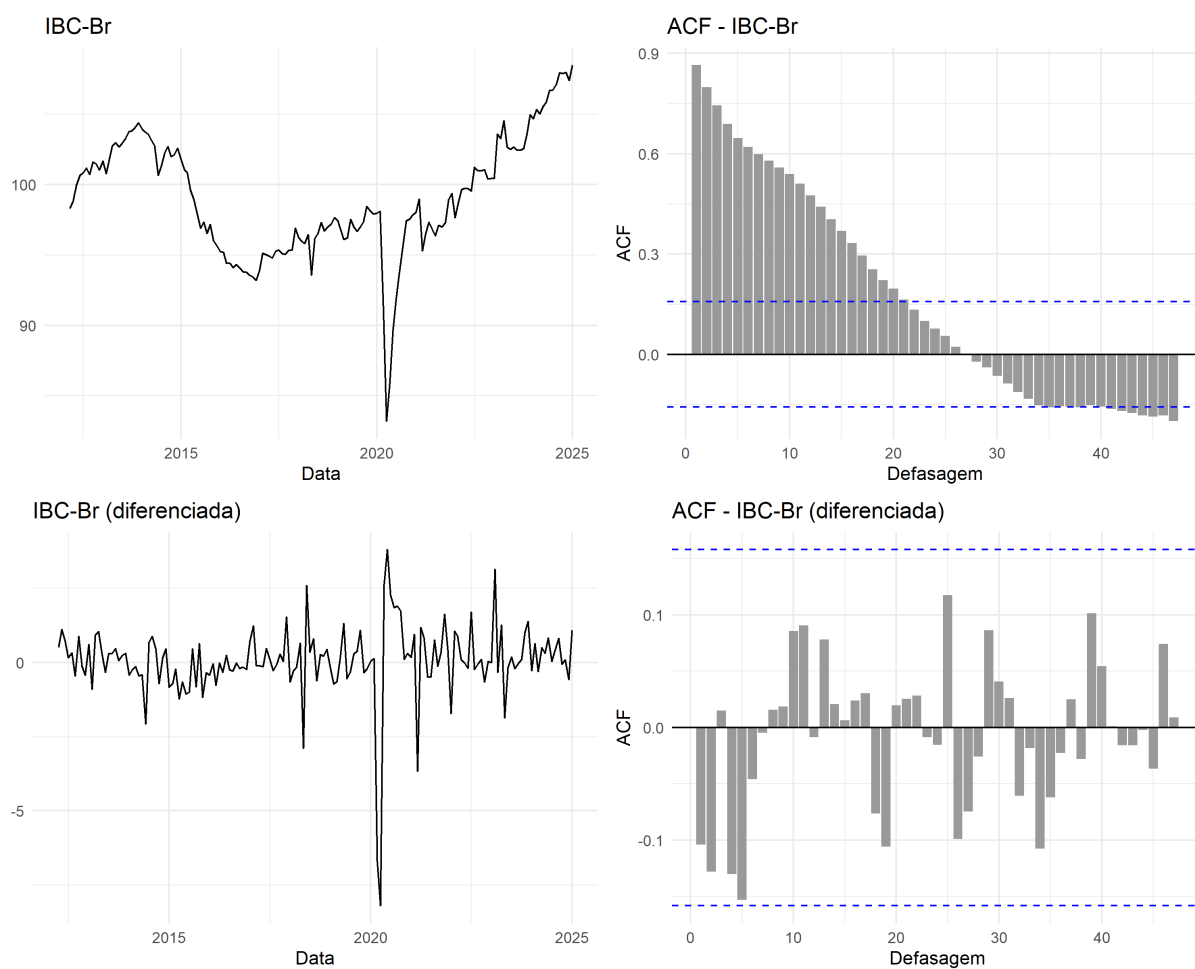 IBC-Br
100
90
2015
2020
2025
Data
ACF - IBC-Br
ACF
0.9
0.6
0.3
0.0
0
10
20
30
40
Defasagem
IBC-Br (diferenciada)
0
-5
2015
2020
2025
Data
ACF - IBC-Br (diferenciada)
ACF
0.1
0.0
-0.1
0
10
20
30
40
Defasagem